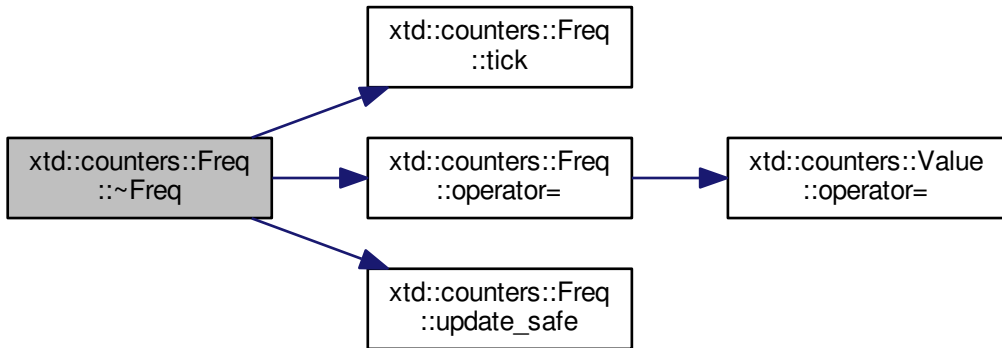 xtd::counters::Freq
::tick
xtd::counters::Freq
::~Freq
xtd::counters::Freq
::operator=
xtd::counters::Value
::operator=
xtd::counters::Freq
::update_safe